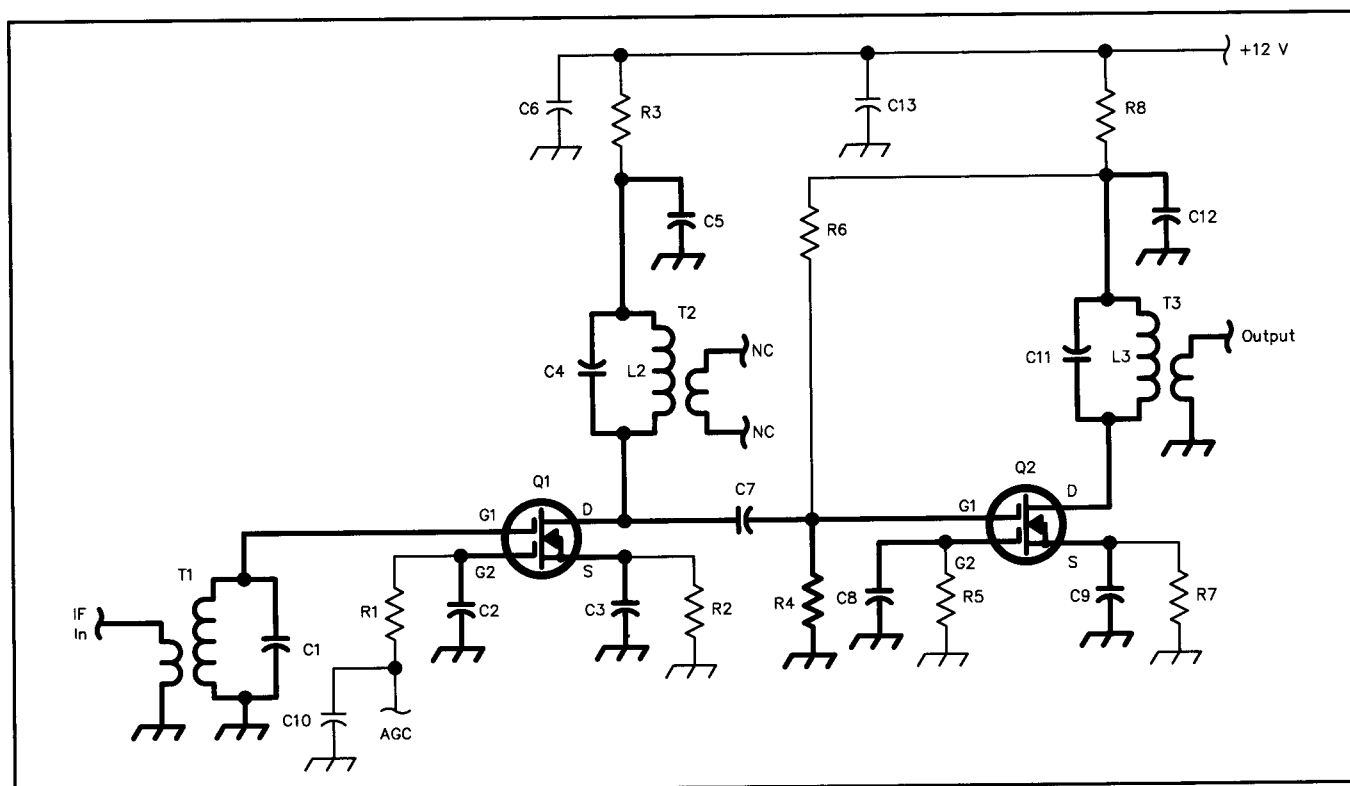 +12 V
C6
R3
C13
R8
C5
R6
C12
T2
T3
NC
Output
C4
L2
C11
L3
NC
Q1
C7
Q2
G1
D
G1
D
T1
G2
S
G2
S
IF
In
R1
C2
C3
R2
R4
C8
R5
C9
R7
C1
C10
AGC